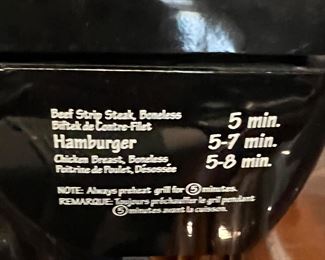 Beef Strip Steak, Boneless 5 min.
Biftek de Contre-Filet
Hamburger 5-7 min.
Chicken Breast, Boneless 5-8 min.
Poitrine de Poulet, Désossée
NOTE: Always preheat grill for 5 minutes.
REMARQUE: Toujours préchauffer le gril pendant
5 minutes avant la cuisson.